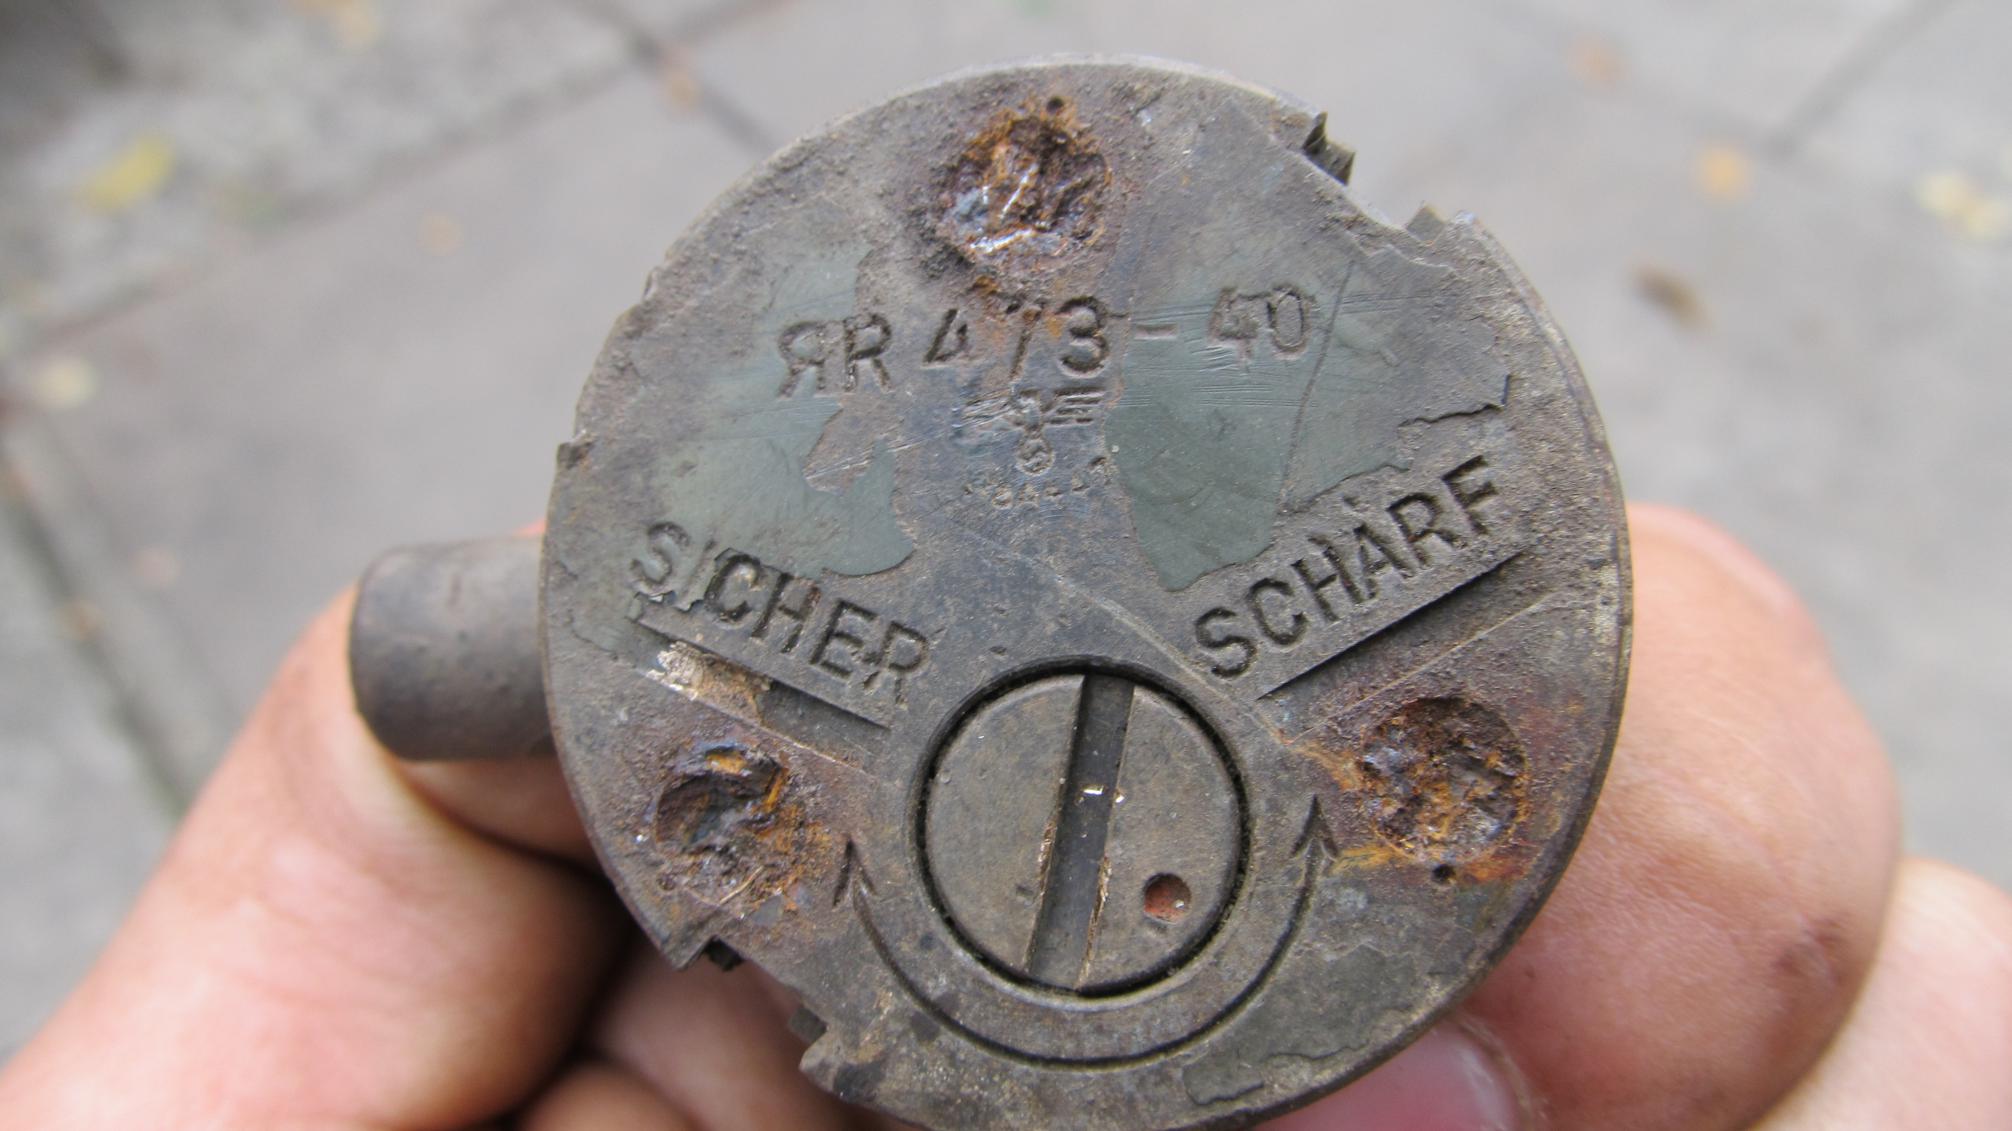 ЯR 473-40
SICHER
SCHARF